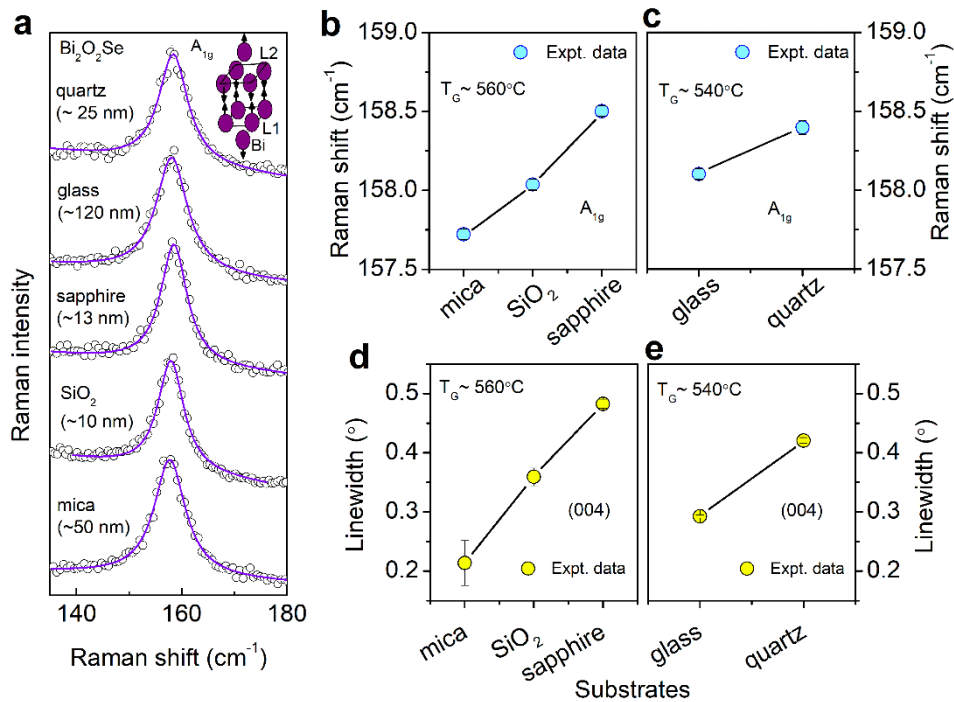 a
Bi₂O₂Se
A₁g
L2
L1
Bi
quartz
(~ 25 nm)
glass
(~120 nm)
sapphire
(~13 nm)
SiO₂
(~10 nm)
mica
(~50 nm)
Raman intensity
140 160 180
Raman shift (cm⁻¹)
b
159.0
158.5
158.0
157.5
Raman shift (cm⁻¹)
Expt. data
T_G~ 560°C
A₁g
mica SiO₂ sapphire
c
159.0
158.5
158.0
157.5
Raman shift (cm⁻¹)
Expt. data
T_G~ 540°C
A₁g
glass quartz
d
0.5
0.4
0.3
0.2
Linewidth (°)
T_G~ 560°C
(004)
Expt. data
mica SiO₂ sapphire
e
0.5
0.4
0.3
0.2
Linewidth (°)
T_G~ 540°C
(004)
Expt. data
glass quartz
Substrates